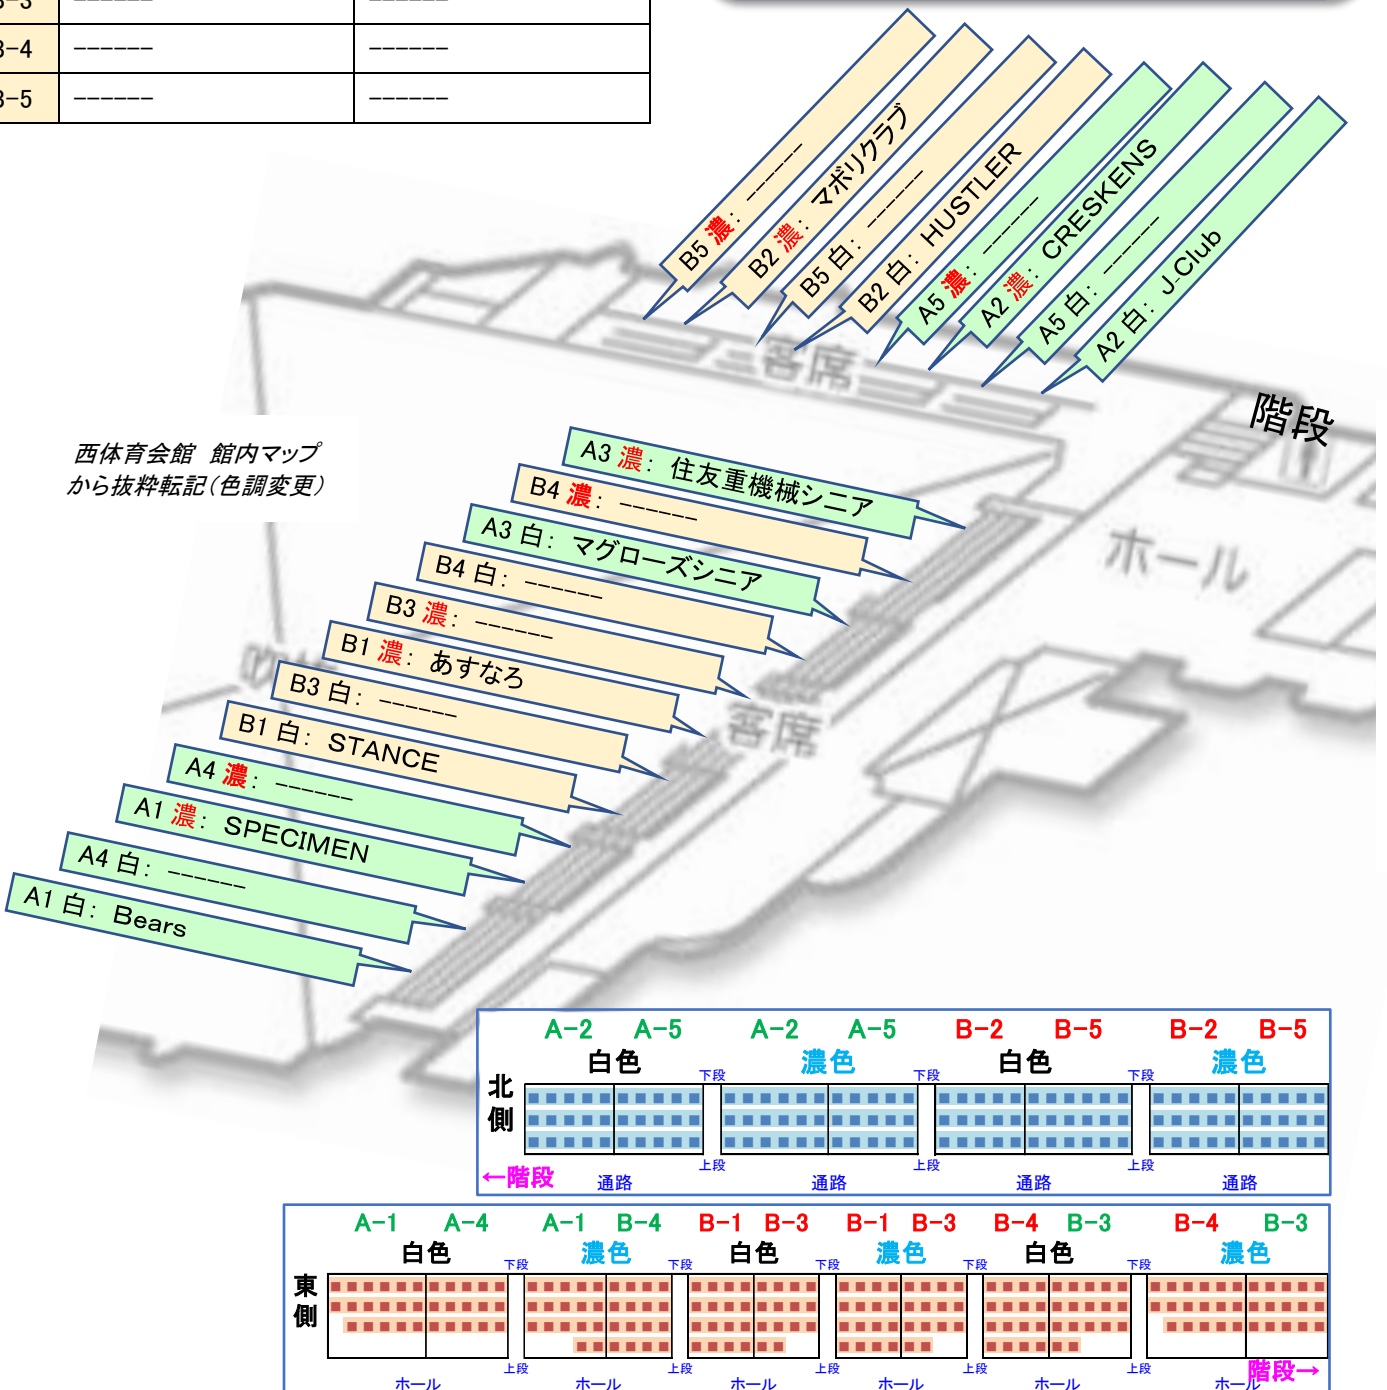 B-3 ------ ------
B-4 ------ ------
B-5 ------ ------
B5 濃: ------
B2 濃: マボリクラブ
B5 白: ------
B2 白: HUSTLER
A5 濃: ------
A2 濃: CRESKENS
A5 白: ------
A2 白: J-Club
客席
階段
西体育会館 館内マップ
から抜粋転記(色調変更)
A3 濃: 住友重機械シニア
B4 濃: ------
A3 白: マグローズシニア
B4 白: ------
B3 濃: ------
B1 濃: あすなろ
B3 白: ------
B1 白: STANCE
A4 濃: ------
A1 濃: SPECIMEN
A4 白: ------
A1 白: Bears
ホール
客席
A-2 A-5 A-2 A-5 B-2 B-5 B-2 B-5
白色 濃色 白色 濃色
下段 下段 下段
北側
上段 上段 上段
←階段 通路 通路 通路 通路
A-1 A-4 A-1 B-4 B-1 B-3 B-1 B-3 B-4 B-3 B-4 B-3
白色 濃色 白色 濃色 白色 濃色
下段 下段 下段 下段 下段
東側
上段 上段 上段 上段 上段
階段→
ホール ホール ホール ホール ホール ホール